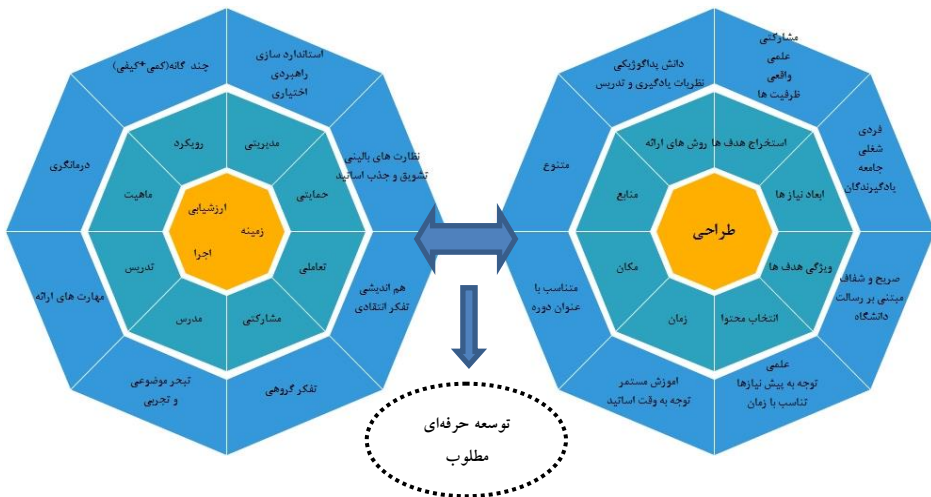 مشارکتی
علمی
واقعی
ظرفیت ها
دانش پداگوژیکی
نظریات یادگیری و تدریس
فردی
شغلی
جامعه
یادگیرندگان
متنوع
استخراج هدف ها
روش های ارائه
ابعاد نیاز ها
منابع
طراحی
ویژگی هدف ها
مکان
انتخاب محتوا
زمان
صریح و شفاف
مبتنی بر رسالت
دانشگاه
متناسب با
عنوان دوره
علمی
توجه به پیش نیازها
تناسب با زمان
اموزش مستمر
توجه به وقت اساتید
استاندارد سازی
راهبردی
اختیاری
چند گانه(کمی+کیفی)
نظارت های بالینی
تشویق و جذب اساتید
درمانگری
مدیریتی
رویکرد
حمایتی
ماهیت
ارزشیابی
زمینه
اجرا
تعاملی
تدریس
مشارکتی
مدرس
هم اندیشی
تفکر انتقادی
مهارت های ارائه
تفکر گروهی
تبحر موضوعی
و تجربی
توسعه حرفه‌ای
مطلوب